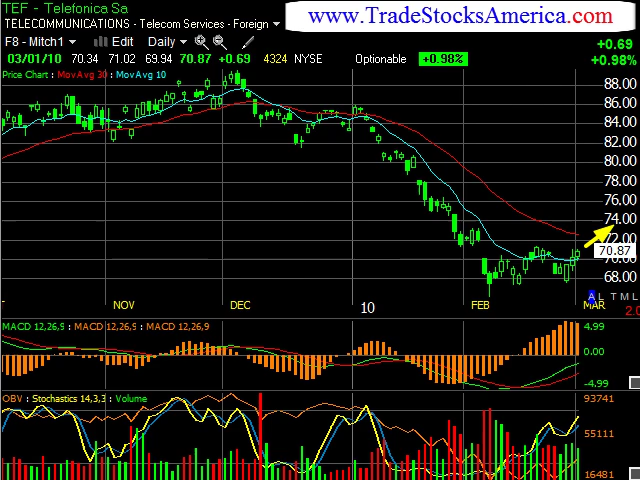 TEF - Telefonica Sa
www.TradeStocksAmerica.com
TELECOMMUNICATIONS - Telecom Services - Foreign
F8 - Mitch1 Edit Daily
+0.69
03/01/10 70.34 71.02 69.94 70.87 +0.69 4324 NYSE Optionable +0.98% +0.98%
Price Chart : MovAvg 30 : MovAvg 10
88.00
86.00
84.00
82.00
80.00
78.00
76.00
74.00
72.00
70.87
70.00
68.00
A L T M L
NOV DEC 10 FEB MAR
2.0
MACD 12,26,9 : MACD 12,26,9 : MACD 12,26,9
4.99
0.00
-4.99
OBV : Stochastics 14,3,3 : Volume
93741
55111
16481